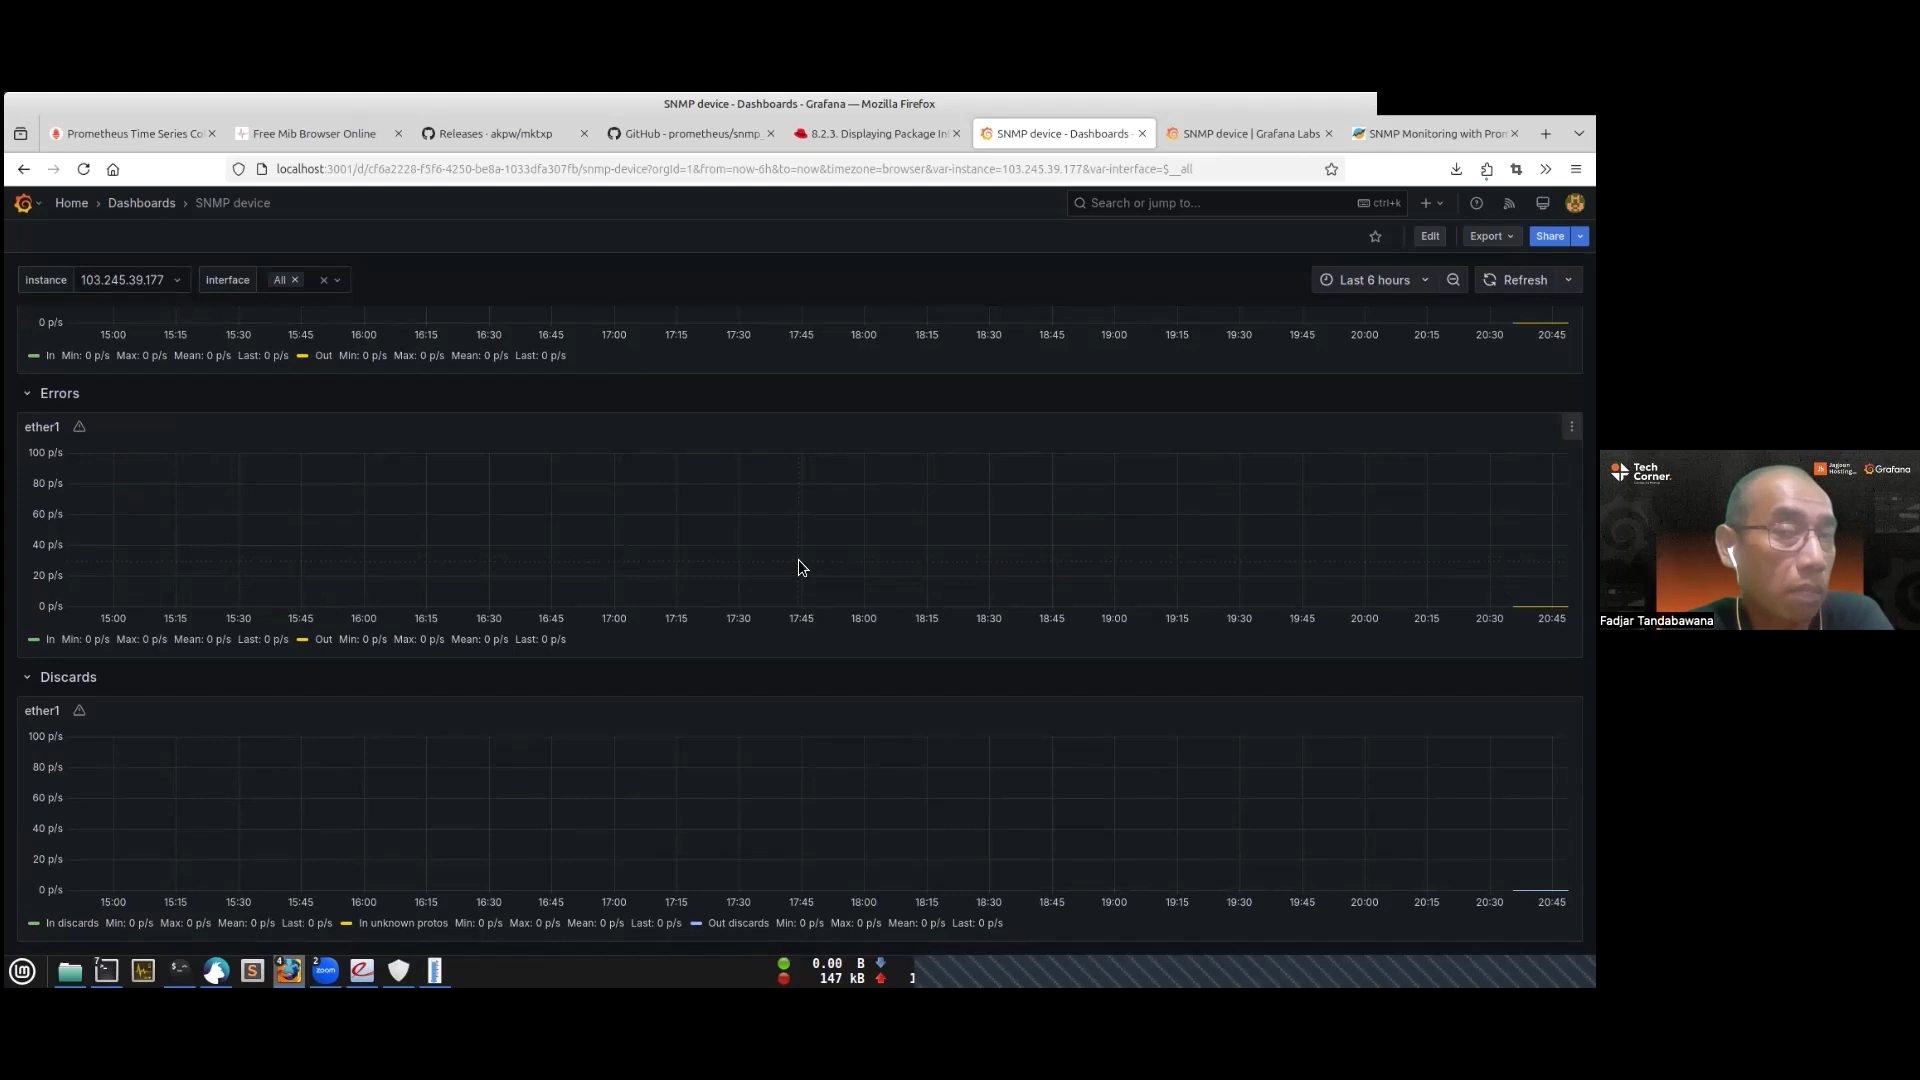 SNMP device - Dashboards - Grafana — Mozilla Firefox
Prometheus Time Series Co
Free Mib Browser Online
Releases · akpw/mktxp
GitHub - prometheus/snmp_
8.2.3. Displaying Package In
SNMP device - Dashboards -
SNMP device | Grafana Labs
SNMP Monitoring with Pron
localhost:3001/d/cf6a2228-f5f6-4250-be8a-1033dfa307fb/snmp-device?orgId=1&from=now-6h&to=now&timezone=browser&var-instance=103.245.39.177&var-interface=$__all
Home › Dashboards › SNMP device
Search or jump to... ctrl+k
Edit Export Share
Instance 103.245.39.177 Interface All
Last 6 hours Refresh
0 p/s
15:00 15:15 15:30 15:45 16:00 16:15 16:30 16:45 17:00 17:15 17:30 17:45 18:00 18:15 18:30 18:45 19:00 19:15 19:30 19:45 20:00 20:15 20:30 20:45
In Min: 0 p/s Max: 0 p/s Mean: 0 p/s Last: 0 p/s Out Min: 0 p/s Max: 0 p/s Mean: 0 p/s Last: 0 p/s
Errors
ether1
100 p/s
80 p/s
60 p/s
40 p/s
20 p/s
0 p/s
15:00 15:15 15:30 15:45 16:00 16:15 16:30 16:45 17:00 17:15 17:30 17:45 18:00 18:15 18:30 18:45 19:00 19:15 19:30 19:45 20:00 20:15 20:30 20:45
In Min: 0 p/s Max: 0 p/s Mean: 0 p/s Last: 0 p/s Out Min: 0 p/s Max: 0 p/s Mean: 0 p/s Last: 0 p/s
Discards
ether1
100 p/s
80 p/s
60 p/s
40 p/s
20 p/s
0 p/s
15:00 15:15 15:30 15:45 16:00 16:15 16:30 16:45 17:00 17:15 17:30 17:45 18:00 18:15 18:30 18:45 19:00 19:15 19:30 19:45 20:00 20:15 20:30 20:45
In discards Min: 0 p/s Max: 0 p/s Mean: 0 p/s Last: 0 p/s In unknown protos Min: 0 p/s Max: 0 p/s Mean: 0 p/s Last: 0 p/s Out discards Min: 0 p/s Max: 0 p/s Mean: 0 p/s Last: 0 p/s
7
4
2
zoom
0.00 B
147 kB
1
Tech
Corner.
Jagoan
Hosting
Grafana
Fadjar Tandabawana